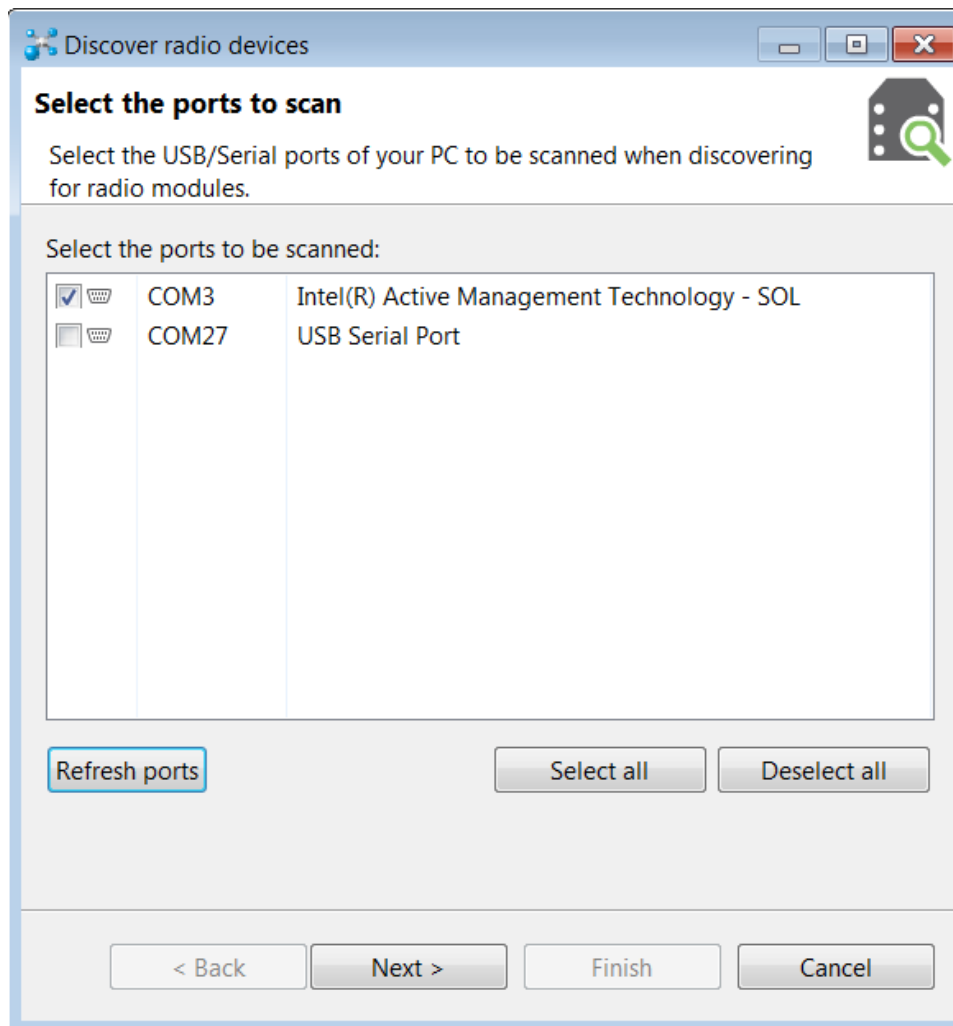 Discover radio devices
Select the ports to scan
Select the USB/Serial ports of your PC to be scanned when discovering
for radio modules.
Select the ports to be scanned:
COM3 Intel(R) Active Management Technology - SOL
COM27 USB Serial Port
Refresh ports Select all Deselect all
< Back Next > Finish Cancel